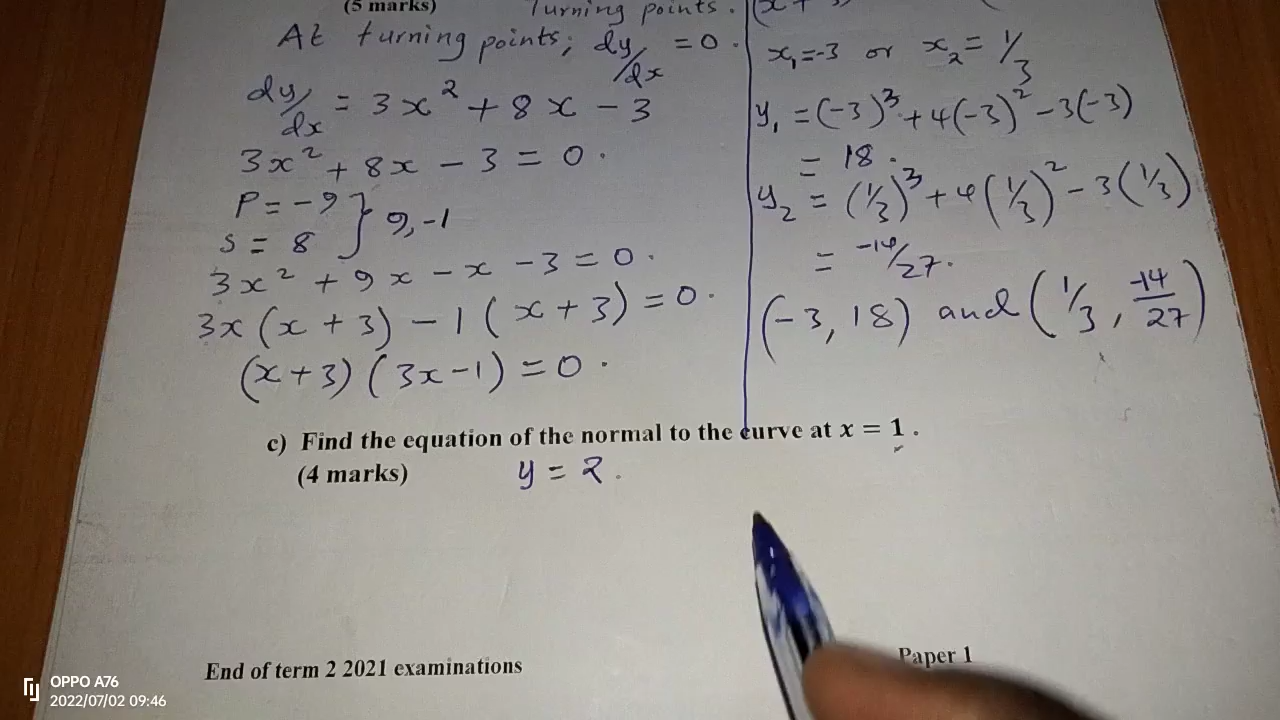 (5 marks) Turning points.
At turning points, dy/dx = 0.
dy/dx = 3x² + 8x - 3
3x² + 8x - 3 = 0.
P = -9
S = 8 } 9, -1
3x² + 9x - x - 3 = 0.
3x(x + 3) - 1(x + 3) = 0.
(x+3)(3x-1) = 0.
x₁ = -3 or x₂ = 1/3
y₁ = (-3)³ + 4(-3)² - 3(-3)
= 18.
y₂ = (1/3)³ + 4(1/3)² - 3(1/3)
= -14/27.
(-3, 18) and (1/3, -14/27)
c) Find the equation of the normal to the curve at x = 1.
(4 marks) y = 2.
End of term 2 2021 examinations Paper 1
OPPO A76
2022/07/02 09:46